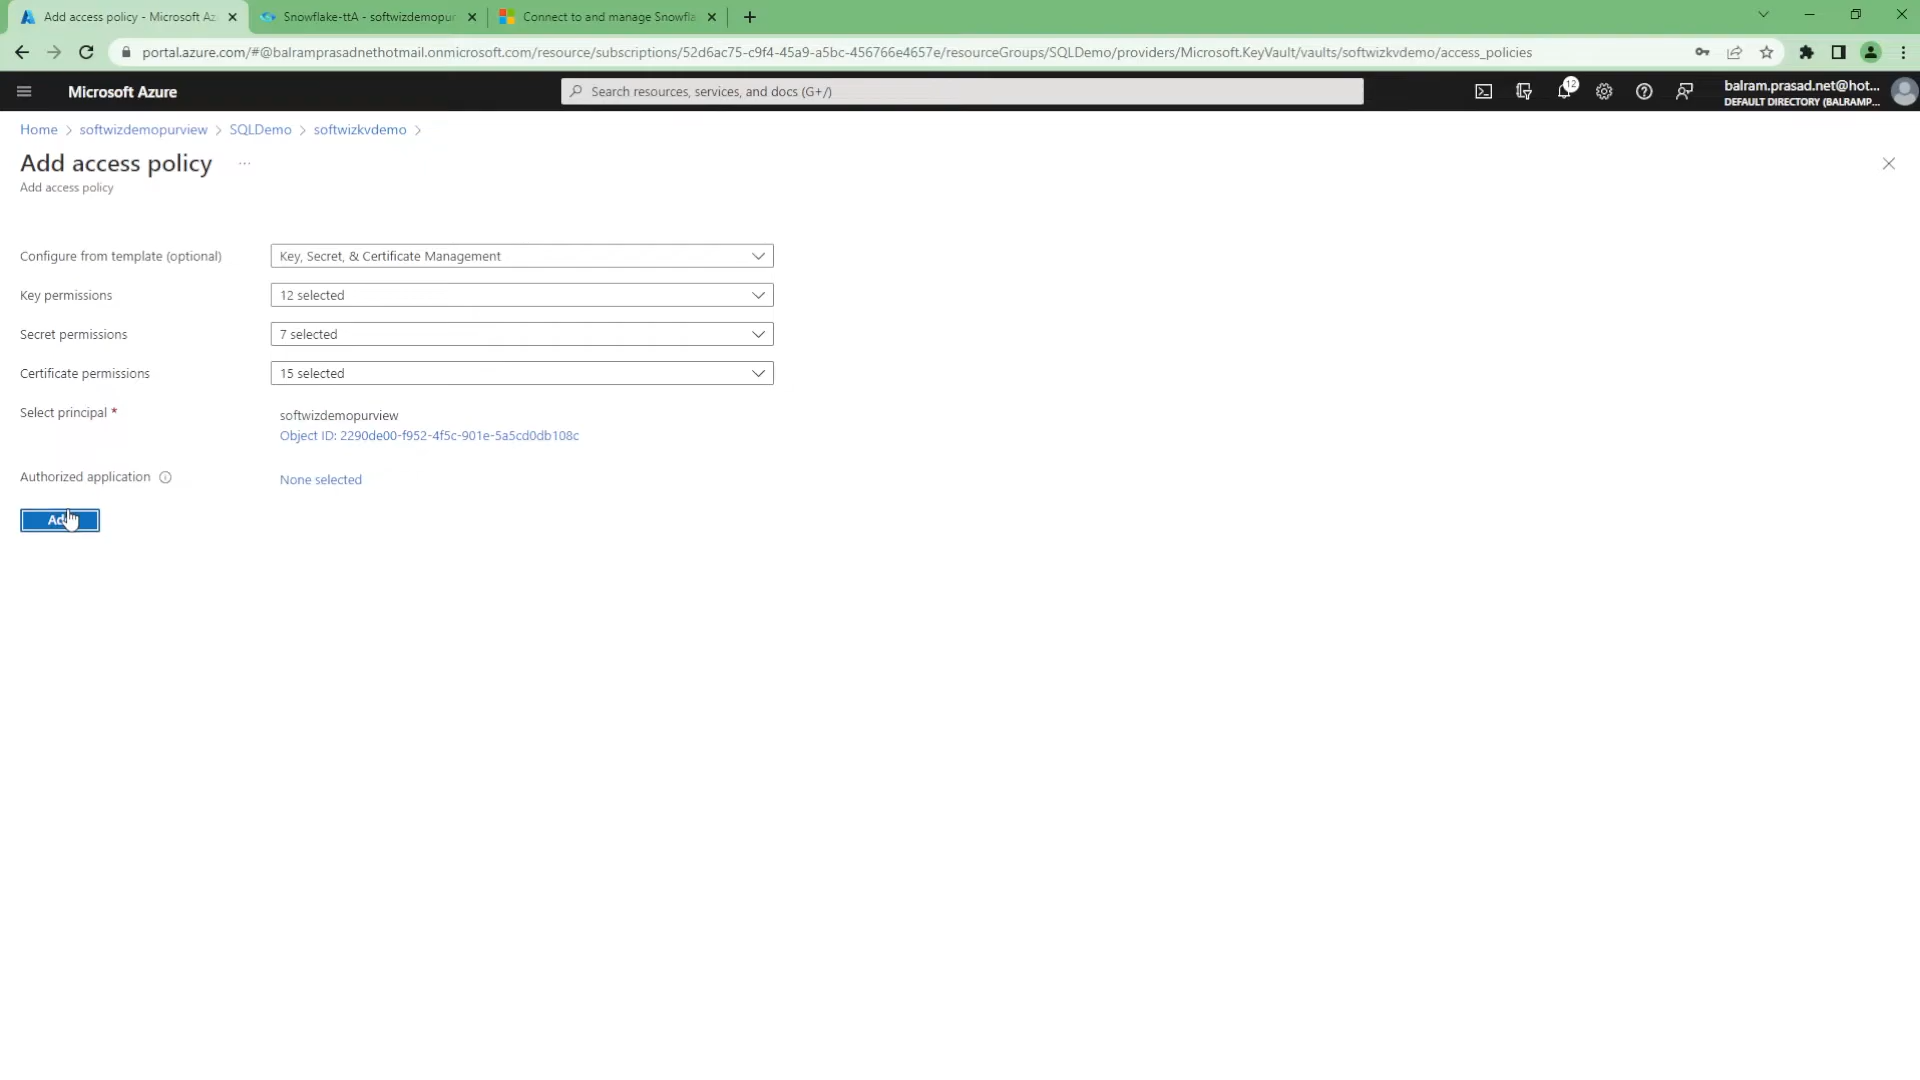 Add access policy - Microsoft Az
Snowflake-ttA - softwizdemopur
Connect to and manage Snowfla
portal.azure.com/#@balramprasadnethotmail.onmicrosoft.com/resource/subscriptions/52d6ac75-c9f4-45a9-a5bc-456766e4657e/resourceGroups/SQLDemo/providers/Microsoft.KeyVault/vaults/softwizkvdemo/access_policies
Microsoft Azure
Search resources, services, and docs (G+/)
12
balram.prasad.net@hot...
DEFAULT DIRECTORY (BALRAMP...
Home > softwizdemopurview > SQLDemo > softwizkvdemo >
Add access policy ...
Add access policy
Configure from template (optional) Key, Secret, & Certificate Management
Key permissions 12 selected
Secret permissions 7 selected
Certificate permissions 15 selected
Select principal * softwizdemopurview
Object ID: 2290de00-f952-4f5c-901e-5a5cd0db108c
Authorized application None selected
Add